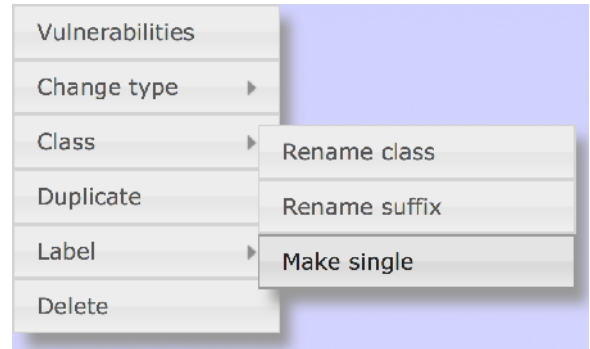 Vulnerabilities
Change type
Class
Rename class
Rename suffix
Make single
Duplicate
Label
Delete